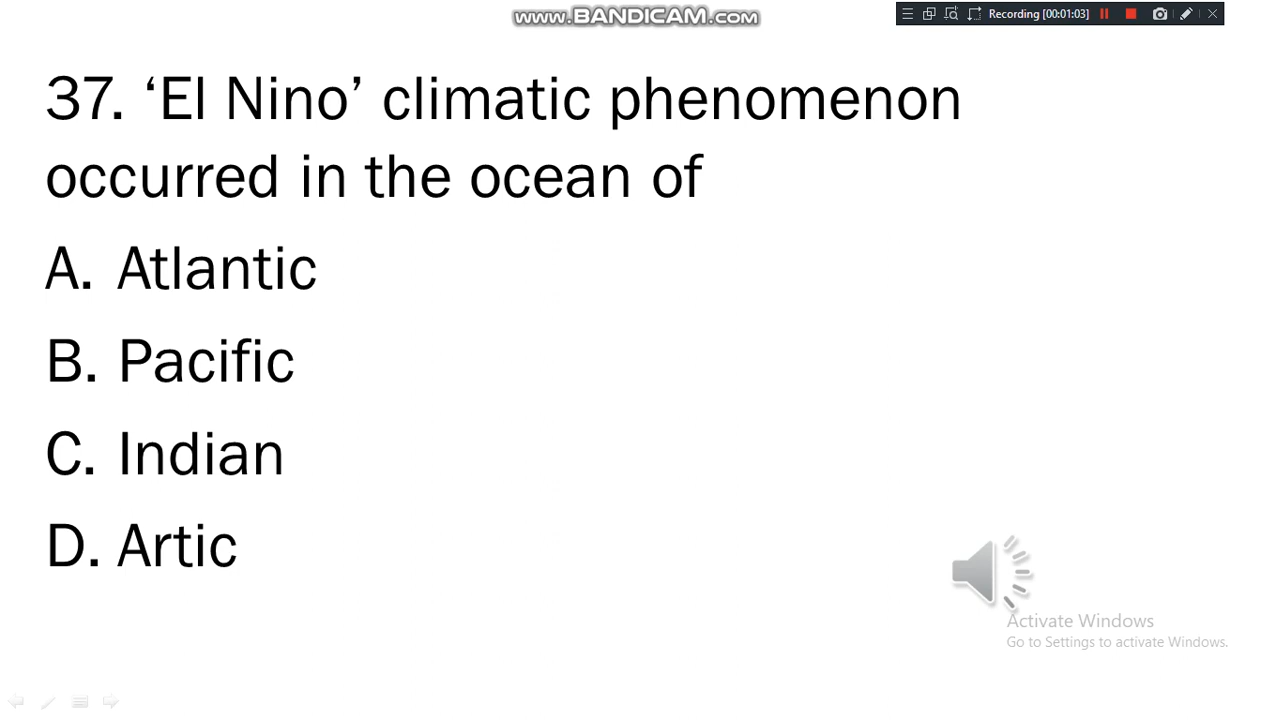 www.BANDICAM.com
Recording [00:01:03]
37. ‘El Nino’ climatic phenomenon
occurred in the ocean of
A. Atlantic
B. Pacific
C. Indian
D. Artic
Activate Windows
Go to Settings to activate Windows.